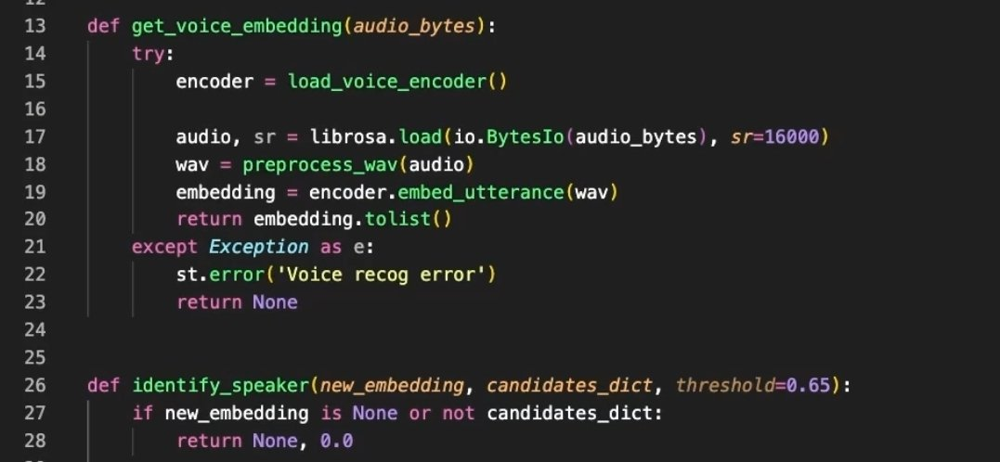 13 def get_voice_embedding(audio_bytes):
14 try:
15 encoder = load_voice_encoder()
16
17 audio, sr = librosa.load(io.BytesIo(audio_bytes), sr=16000)
18 wav = preprocess_wav(audio)
19 embedding = encoder.embed_utterance(wav)
20 return embedding.tolist()
21 except Exception as e:
22 st.error('Voice recog error')
23 return None
24
25
26 def identify_speaker(new_embedding, candidates_dict, threshold=0.65):
27 if new_embedding is None or not candidates_dict:
28 return None, 0.0